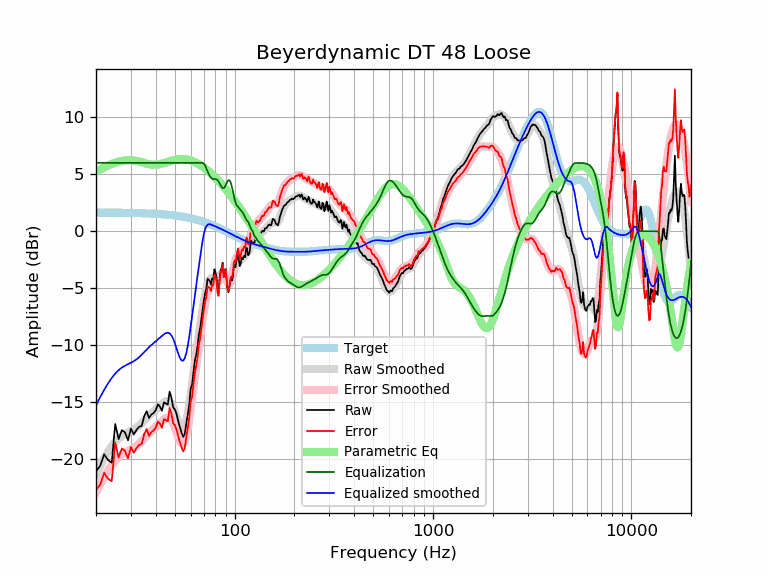 Beyerdynamic DT 48 Loose
Amplitude (dBr)
10
5
0
−5
−10
−15
−20
Target
Raw Smoothed
Error Smoothed
Raw
Error
Parametric Eq
Equalization
Equalized smoothed
100 1000 10000
Frequency (Hz)